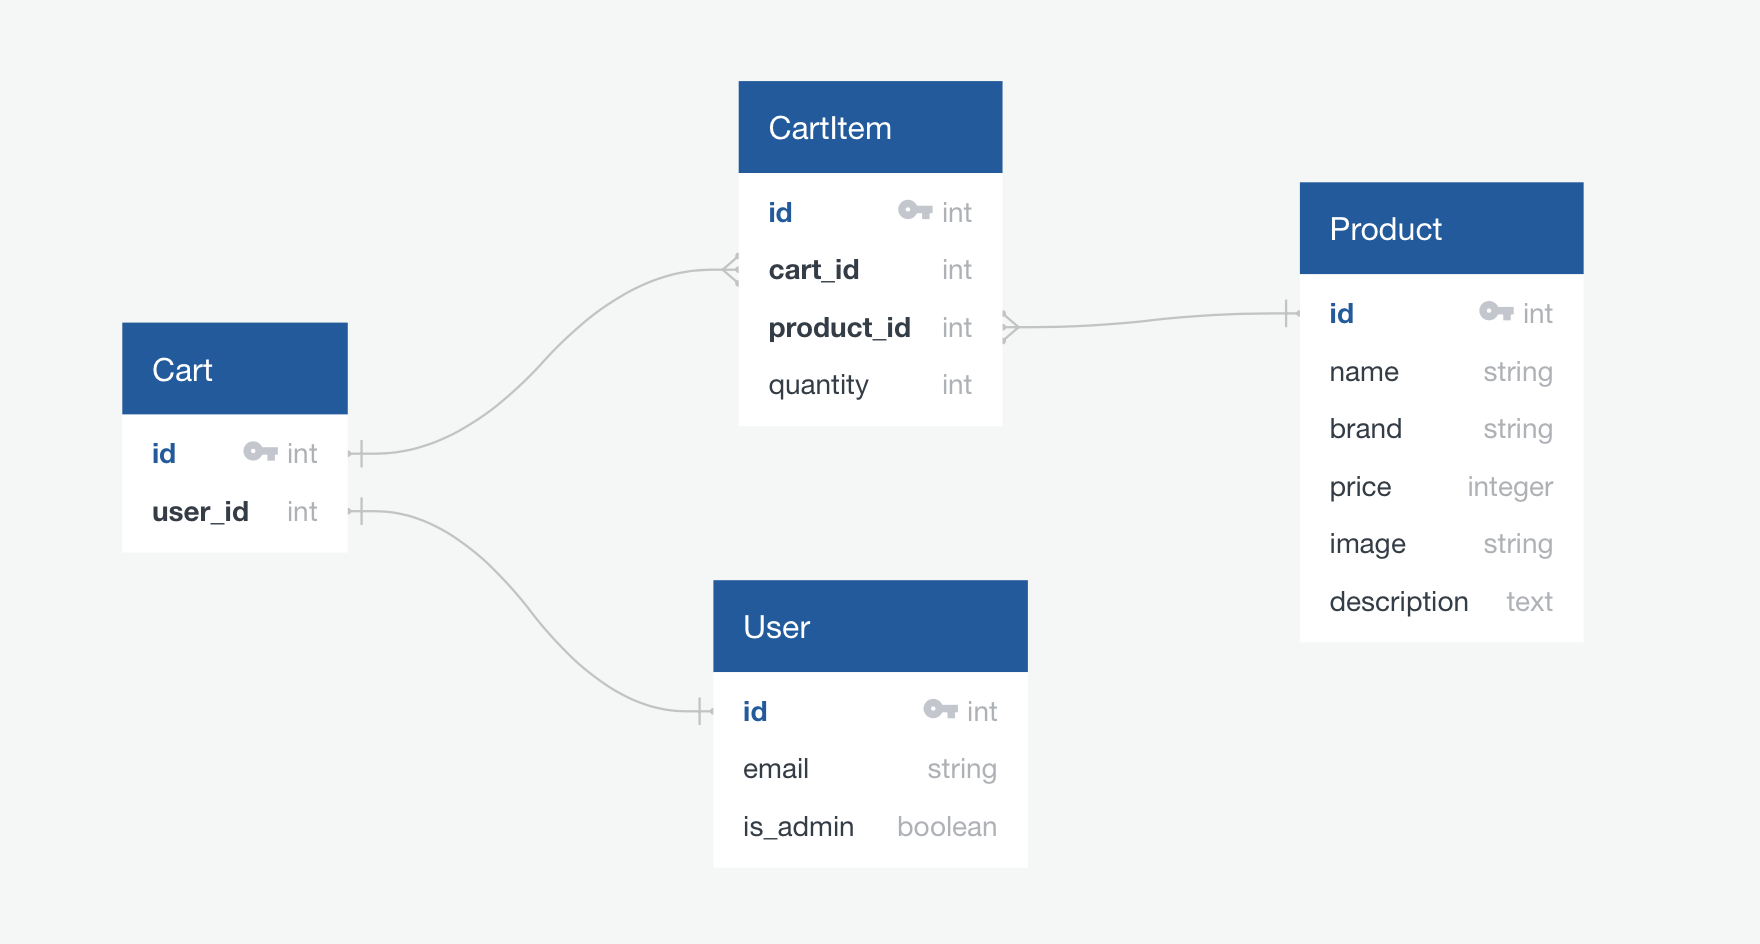 CartItem
id int
cart_id int
product_id int
quantity int
Product
id int
name string
brand string
price integer
image string
description text
Cart
id int
user_id int
User
id int
email string
is_admin boolean